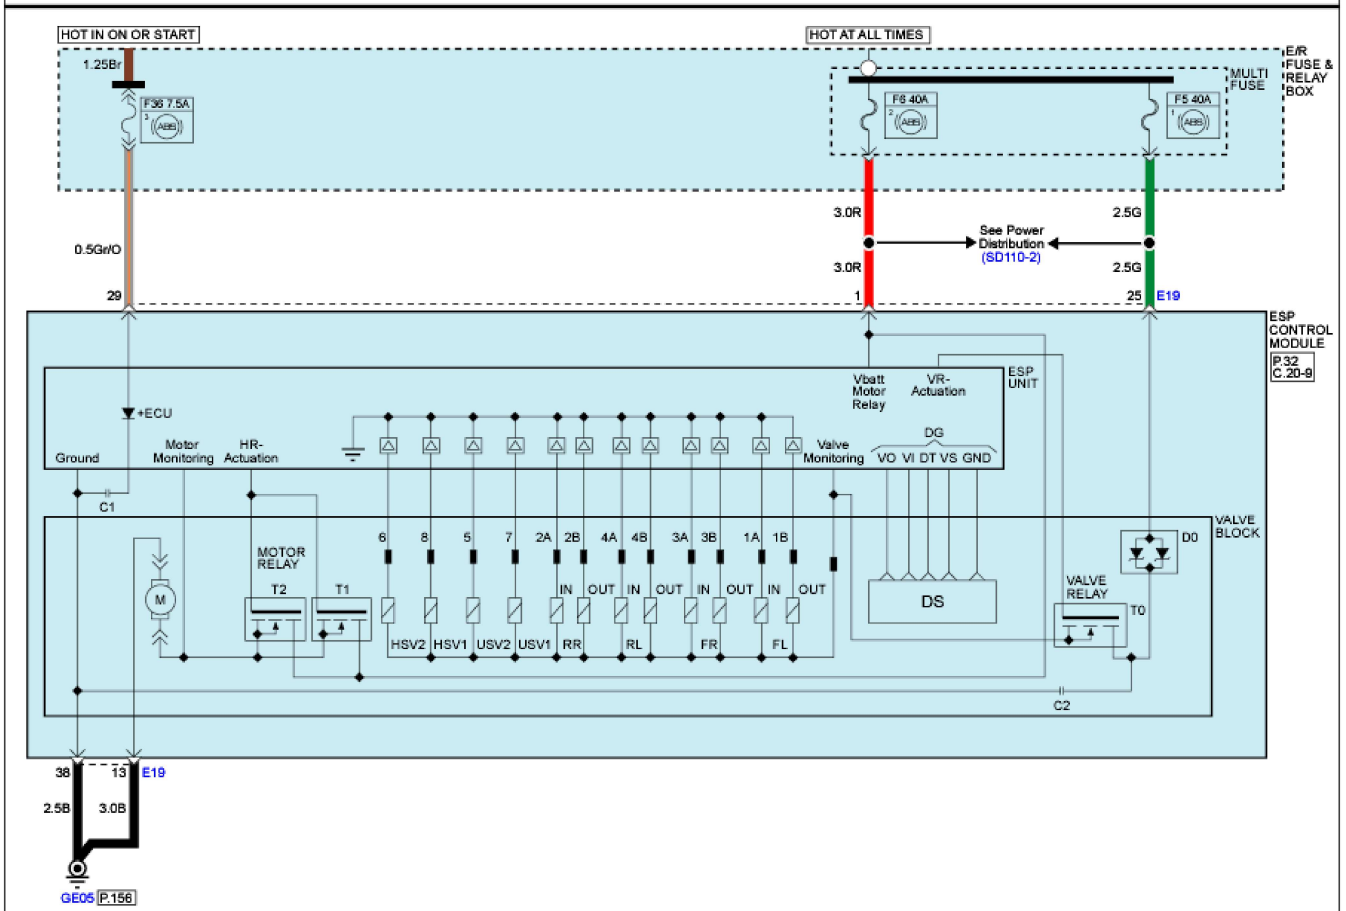 HOT IN ON OR START
HOT AT ALL TIMES
E/R
FUSE &
RELAY
BOX
1.25Br
MULTI
FUSE
F36 7.5A
3
ABS
F6 40A
2
ABS
F5 40A
1
ABS
3.0R
2.5G
See Power
Distribution
(SD110-2)
0.5Gr/O
3.0R
2.5G
29
1
25
E19
ESP
CONTROL
MODULE
P.32
C.20-9
ESP
UNIT
Vbatt
Motor
Relay
VR-
Actuation
+ECU
DG
Ground
Motor
Monitoring
HR-
Actuation
Valve
Monitoring
VO VI DT VS GND
C1
VALVE
BLOCK
6 8 5 7 2A 2B 4A 4B 3A 3B 1A 1B
D0
MOTOR
RELAY
VALVE
RELAY
T2
T1
IN OUT IN OUT IN OUT IN OUT
M
DS
T0
HSV2 HSV1 USV2 USV1 RR RL FR FL
C2
38
13
E19
2.5B
3.0B
GE05
P.156